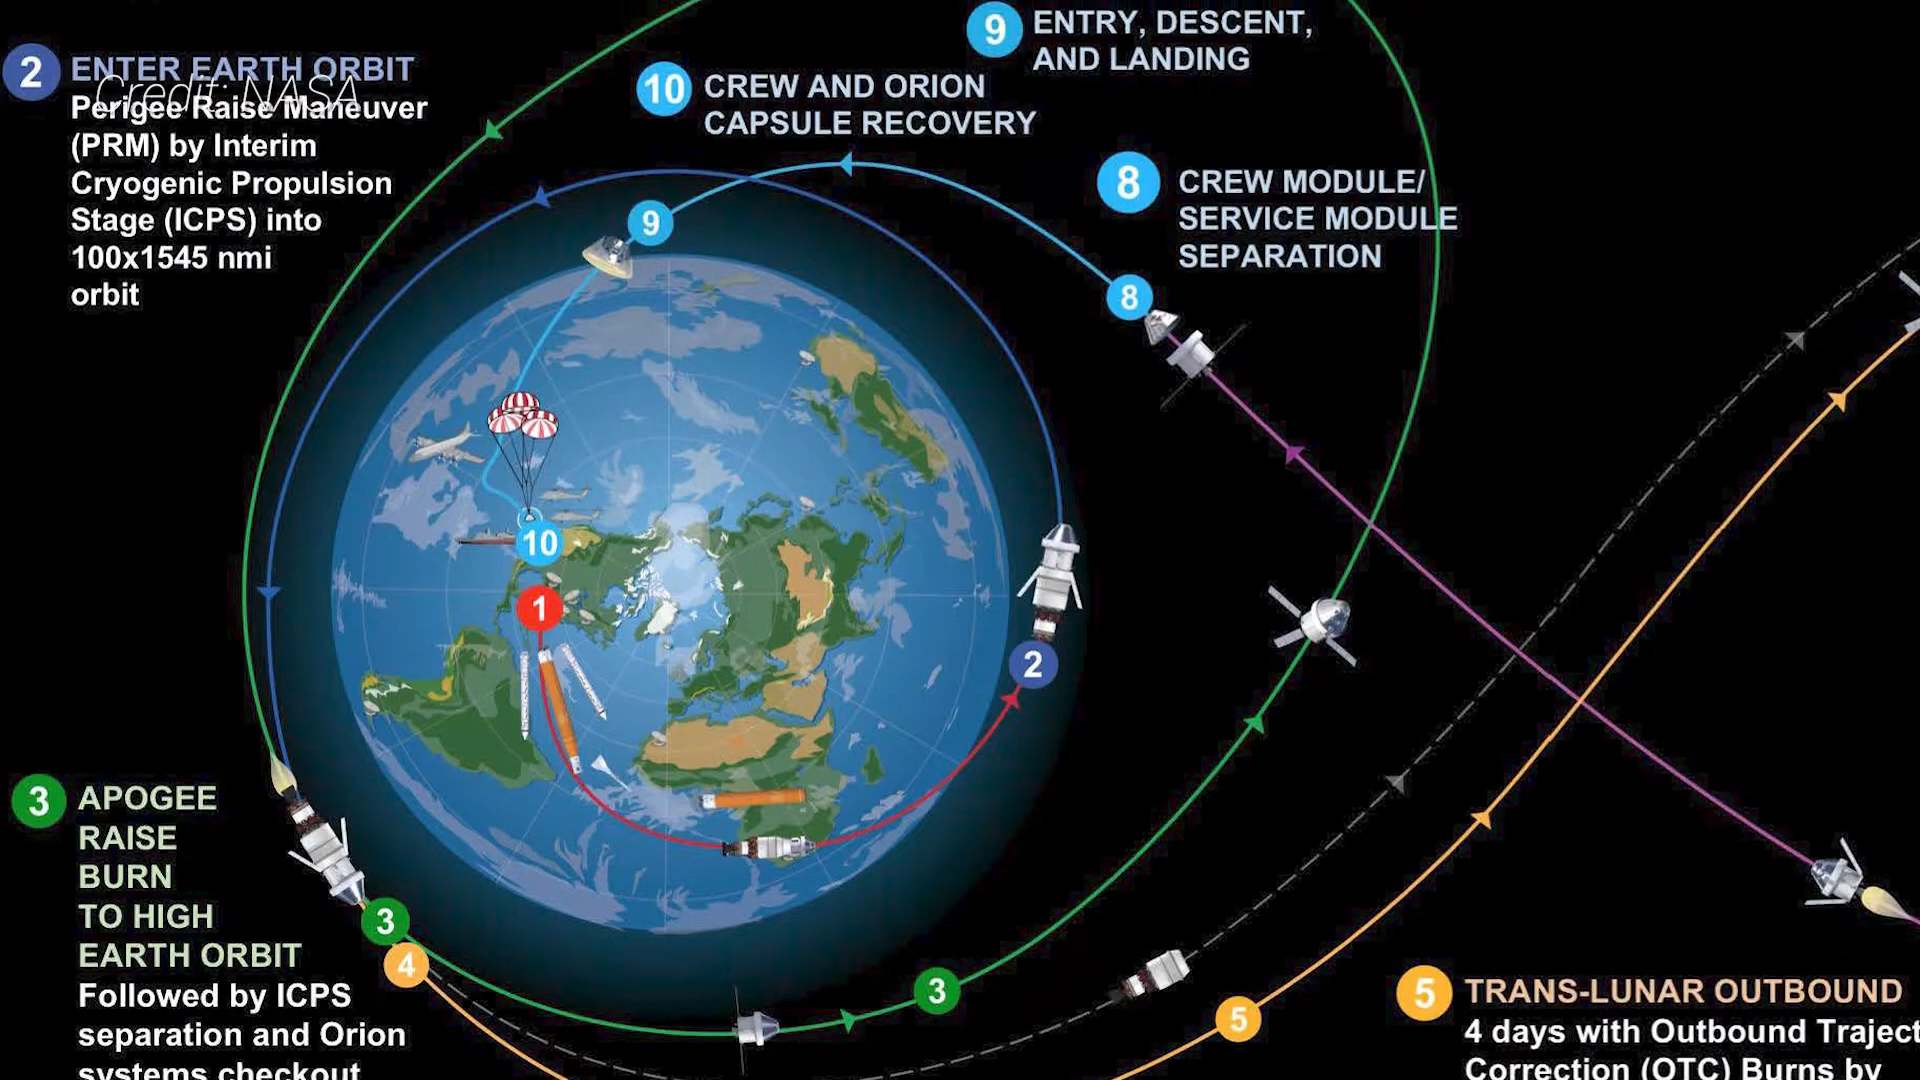 9 ENTRY, DESCENT,
AND LANDING
2 ENTER EARTH ORBIT
Credit: NASA
Perigee Raise Maneuver
(PRM) by Interim
Cryogenic Propulsion
Stage (ICPS) into
100x1545 nmi
orbit
10 CREW AND ORION
CAPSULE RECOVERY
8 CREW MODULE/
SERVICE MODULE
SEPARATION
9
8
10
1
2
3 APOGEE
RAISE
BURN
TO HIGH
EARTH ORBIT
Followed by ICPS
separation and Orion
systems checkout
3
4
3
5
5 TRANS-LUNAR OUTBOUND
4 days with Outbound Traject
Correction (OTC) Burns by